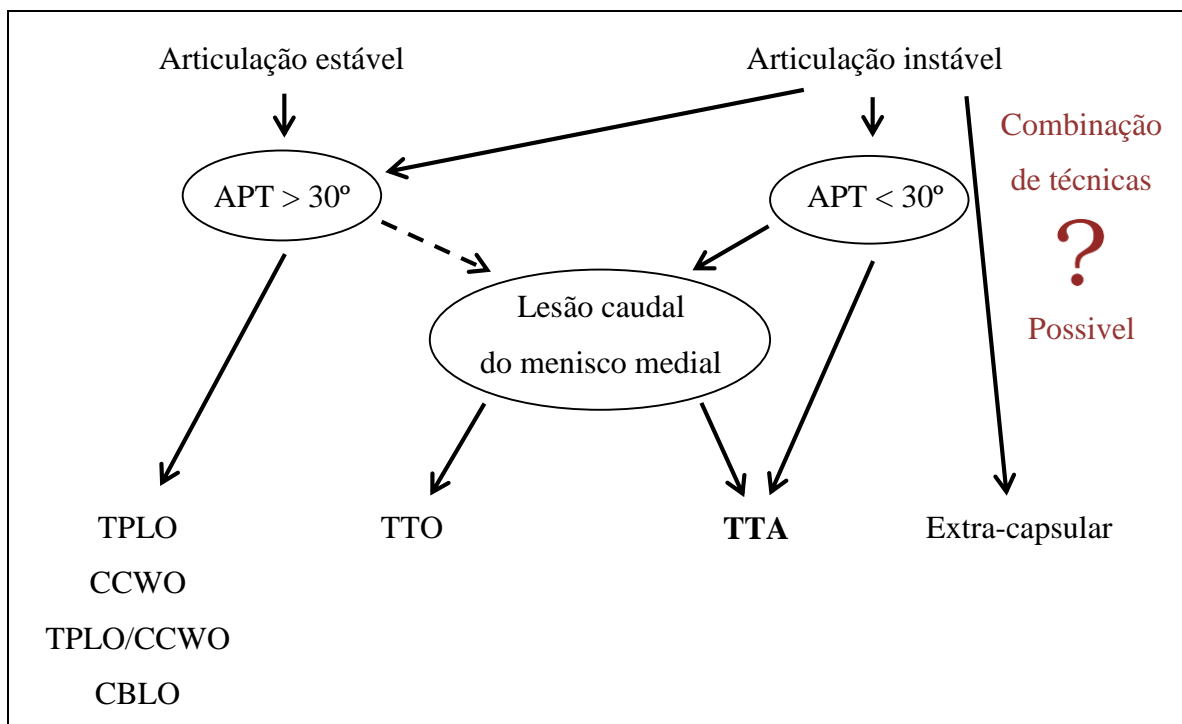 Articulação estável
Articulação instável
Combinação
de técnicas
?
Possivel
APT > 30º
APT < 30º
Lesão caudal
do menisco medial
TPLO
TTO
TTA
Extra-capsular
CCWO
TPLO/CCWO
CBLO